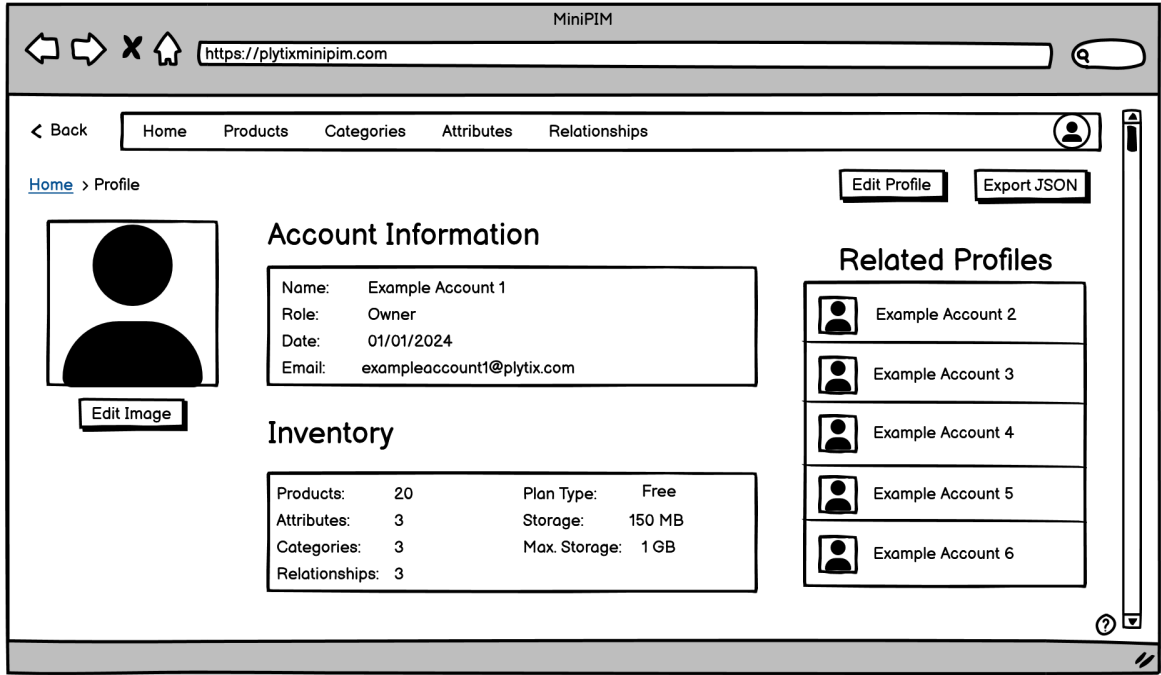 MiniPIM
https://plytixminipim.com
Back
Home Products Categories Attributes Relationships
Home > Profile
Edit Profile Export JSON
Edit Image
Account Information
Name: Example Account 1
Role: Owner
Date: 01/01/2024
Email: exampleaccount1@plytix.com
Inventory
Products: 20 Plan Type: Free
Attributes: 3 Storage: 150 MB
Categories: 3 Max. Storage: 1 GB
Relationships: 3
Related Profiles
Example Account 2
Example Account 3
Example Account 4
Example Account 5
Example Account 6
?